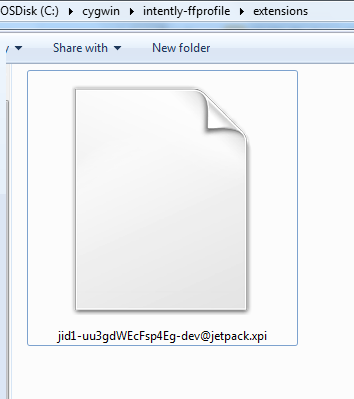 OSDisk (C:) ▸ cygwin ▸ intently-ffprofile ▸ extensions
Share with ▾ New folder
jid1-uu3gdWEcFsp4Eg-dev@jetpack.xpi